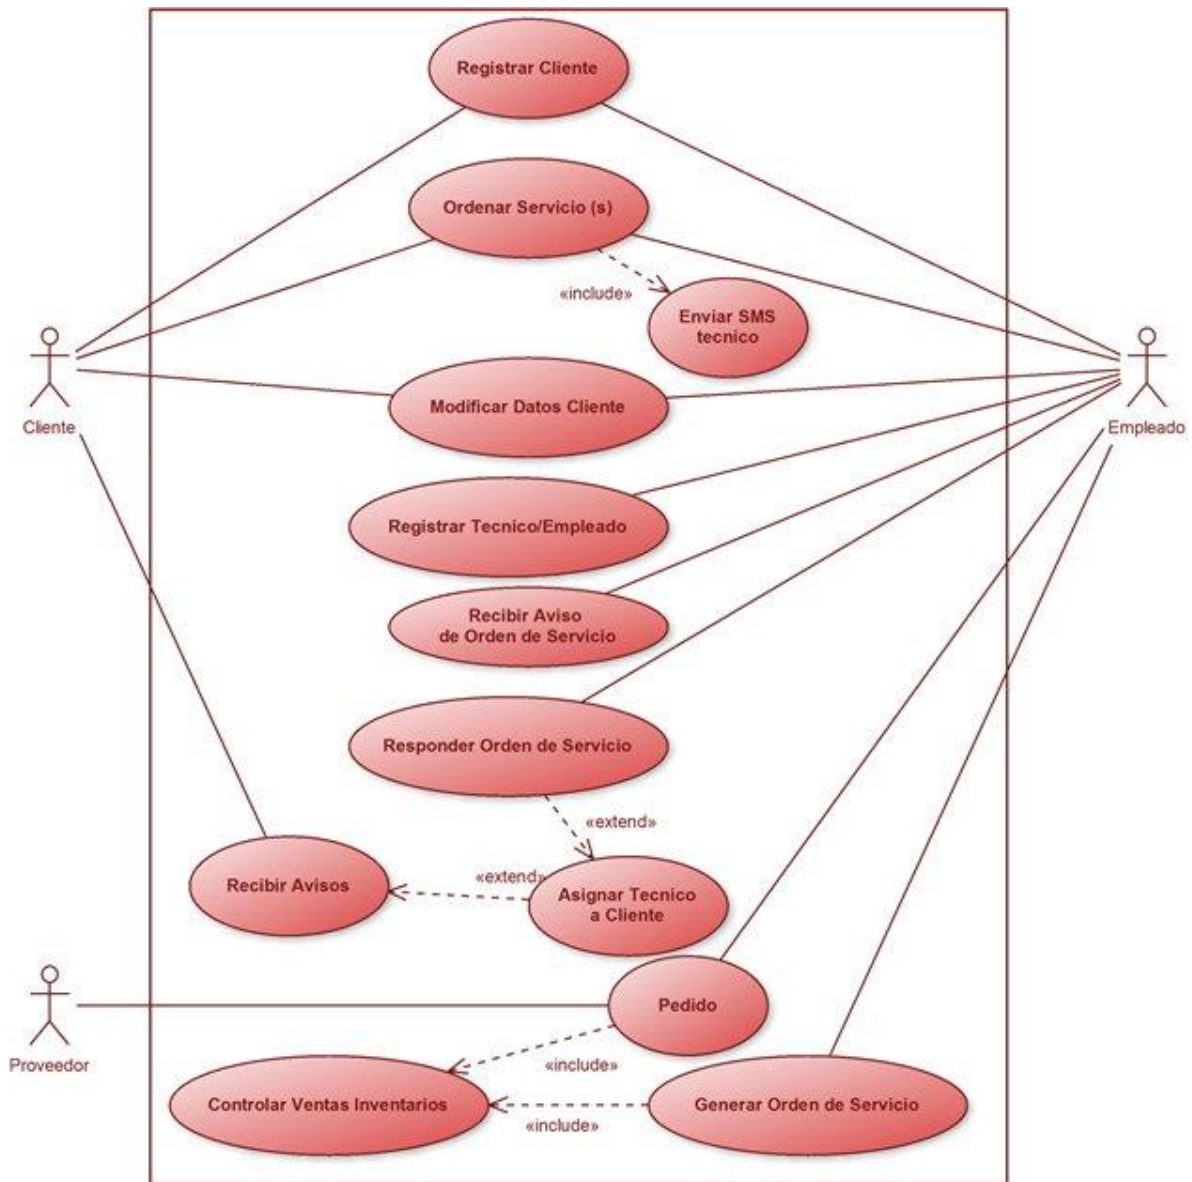 Registrar Cliente
Ordenar Servicio (s)
«include»
Enviar SMS
tecnico
Cliente
Modificar Datos Cliente
Empleado
Registrar Tecnico/Empleado
Recibir Aviso
de Orden de Servicio
Responder Orden de Servicio
«extend»
Recibir Avisos
«extend»
Asignar Tecnico
a Cliente
Pedido
Proveedor
«include»
Controlar Ventas Inventarios
Generar Orden de Servicio
«include»